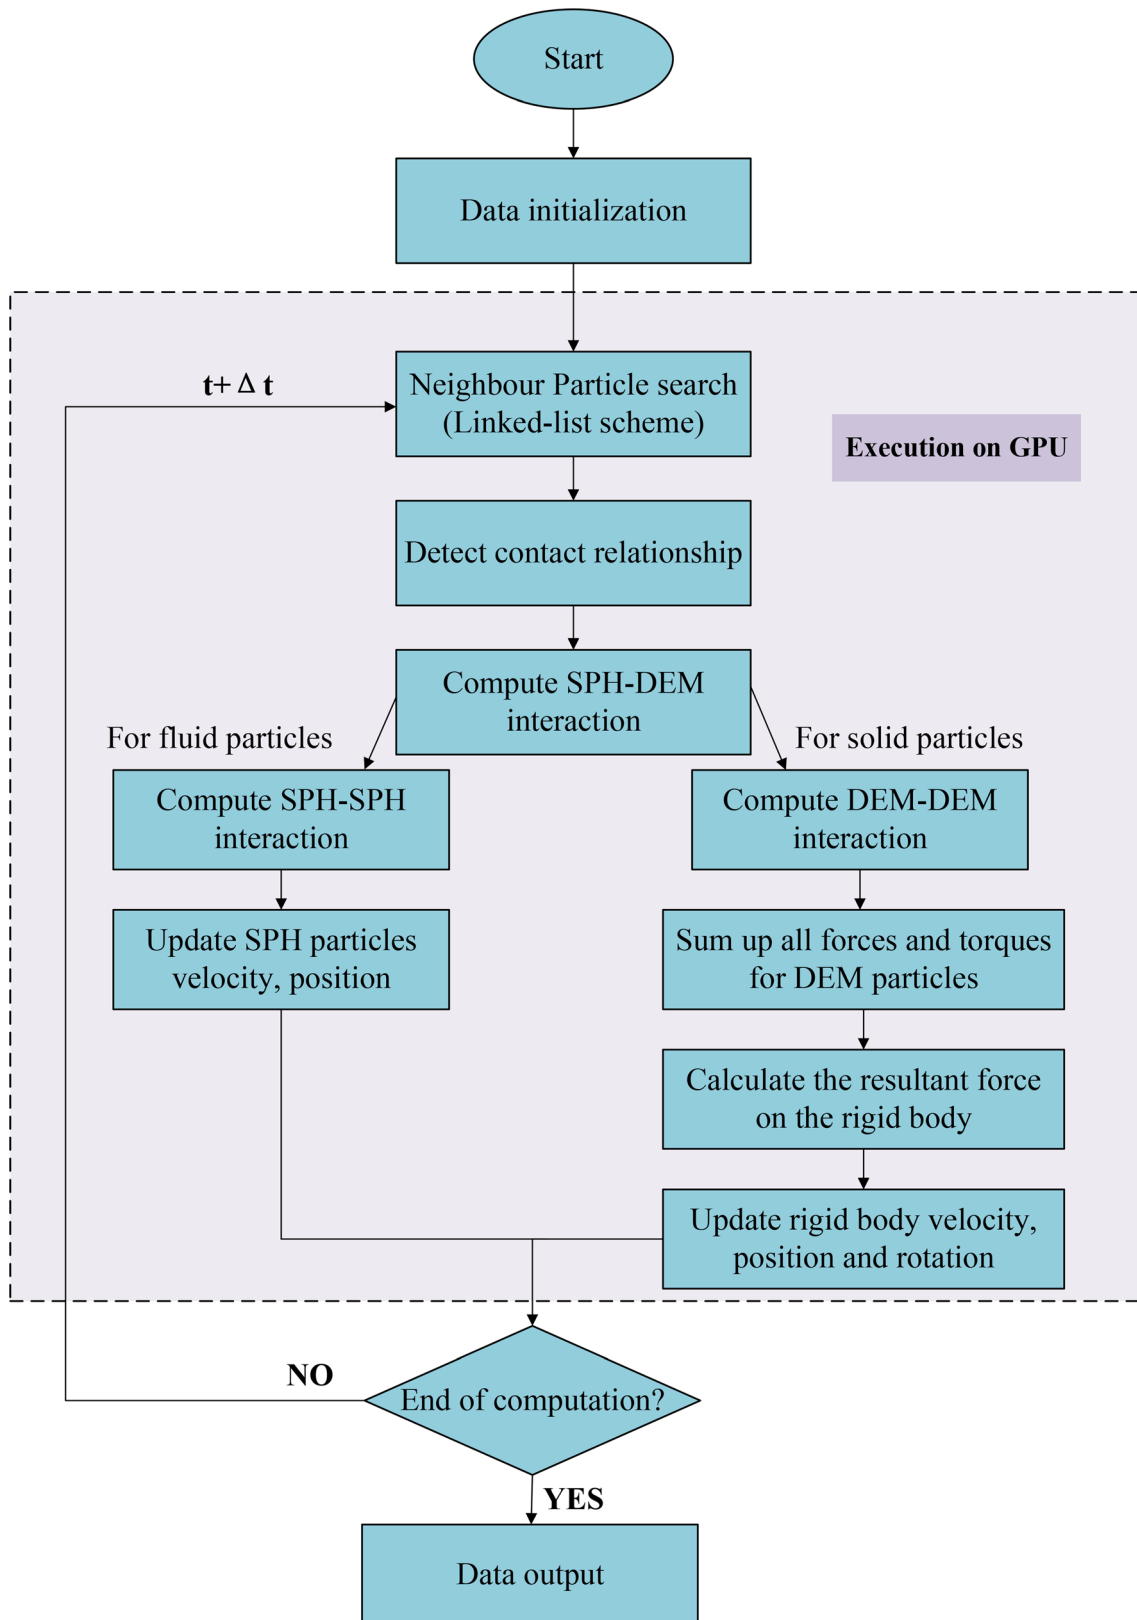 Start
Data initialization
t+ Δ t
Neighbour Particle search
(Linked-list scheme)
Execution on GPU
Detect contact relationship
Compute SPH-DEM
interaction
For fluid particles
For solid particles
Compute SPH-SPH
interaction
Compute DEM-DEM
interaction
Update SPH particles
velocity, position
Sum up all forces and torques
for DEM particles
Calculate the resultant force
on the rigid body
Update rigid body velocity,
position and rotation
NO
End of computation?
YES
Data output